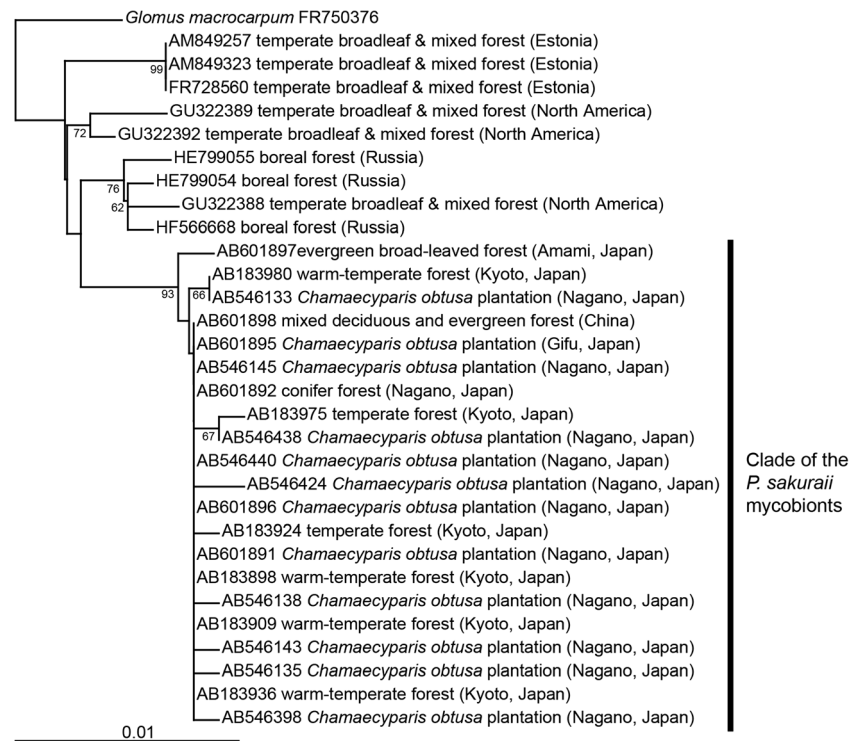 Glomus macrocarpum FR750376
AM849257 temperate broadleaf & mixed forest (Estonia)
AM849323 temperate broadleaf & mixed forest (Estonia)
99
FR728560 temperate broadleaf & mixed forest (Estonia)
GU322389 temperate broadleaf & mixed forest (North America)
72
GU322392 temperate broadleaf & mixed forest (North America)
HE799055 boreal forest (Russia)
76
HE799054 boreal forest (Russia)
62
GU322388 temperate broadleaf & mixed forest (North America)
HF566668 boreal forest (Russia)
AB601897evergreen broad-leaved forest (Amami, Japan)
AB183980 warm-temperate forest (Kyoto, Japan)
93
66
AB546133 Chamaecyparis obtusa plantation (Nagano, Japan)
AB601898 mixed deciduous and evergreen forest (China)
AB601895 Chamaecyparis obtusa plantation (Gifu, Japan)
AB546145 Chamaecyparis obtusa plantation (Nagano, Japan)
AB601892 conifer forest (Nagano, Japan)
AB183975 temperate forest (Kyoto, Japan)
67
AB546438 Chamaecyparis obtusa plantation (Nagano, Japan)
AB546440 Chamaecyparis obtusa plantation (Nagano, Japan)
AB546424 Chamaecyparis obtusa plantation (Nagano, Japan)
AB601896 Chamaecyparis obtusa plantation (Nagano, Japan)
AB183924 temperate forest (Kyoto, Japan)
AB601891 Chamaecyparis obtusa plantation (Nagano, Japan)
AB183898 warm-temperate forest (Kyoto, Japan)
AB546138 Chamaecyparis obtusa plantation (Nagano, Japan)
AB183909 warm-temperate forest (Kyoto, Japan)
AB546143 Chamaecyparis obtusa plantation (Nagano, Japan)
AB546135 Chamaecyparis obtusa plantation (Nagano, Japan)
AB183936 warm-temperate forest (Kyoto, Japan)
AB546398 Chamaecyparis obtusa plantation (Nagano, Japan)
Clade of the
P. sakuraii
mycobionts
0.01